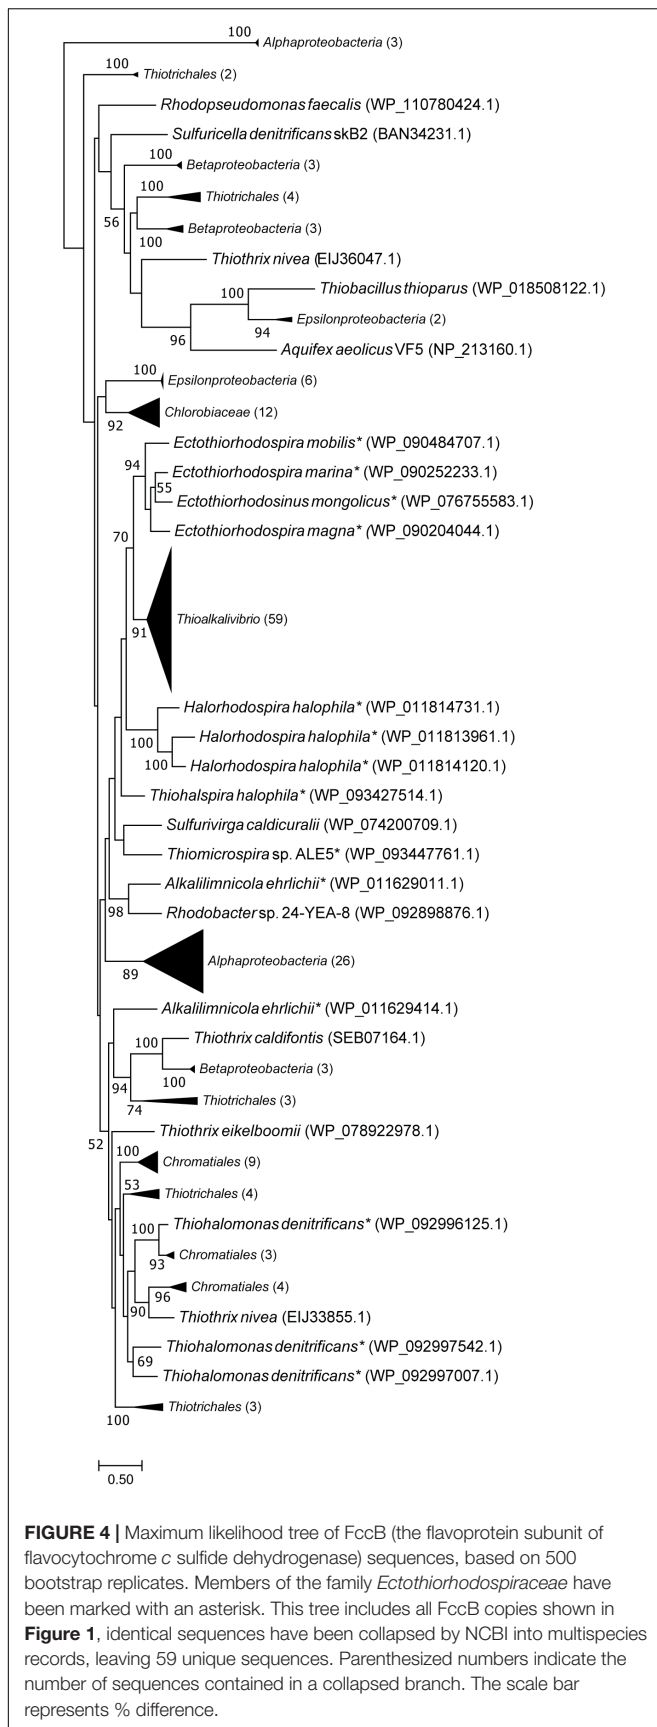 100
Alphaproteobacteria (3)
100
Thiotrichales (2)
Rhodopseudomonas faecalis (WP_110780424.1)
Sulfuricella denitrificans skB2 (BAN34231.1)
100
Betaproteobacteria (3)
100
Thiotrichales (4)
56
Betaproteobacteria (3)
100
Thiothrix nivea (EIJ36047.1)
100
Thiobacillus thioparus (WP_018508122.1)
Epsilonproteobacteria (2)
94
96
Aquifex aeolicus VF5 (NP_213160.1)
100
Epsilonproteobacteria (6)
Chlorobiaceae (12)
92
Ectothiorhodospira mobilis* (WP_090484707.1)
94
Ectothiorhodospira marina* (WP_090252233.1)
55
Ectothiorhodosinus mongolicus* (WP_076755583.1)
Ectothiorhodospira magna* (WP_090204044.1)
70
Thioalkalivibrio (59)
91
Halorhodospira halophila* (WP_011814731.1)
Halorhodospira halophila* (WP_011813961.1)
100
Halorhodospira halophila* (WP_011814120.1)
100
Thiohalspira halophila* (WP_093427514.1)
Sulfurivirga caldicuralii (WP_074200709.1)
Thiomicrospira sp. ALE5* (WP_093447761.1)
Alkalilimnicola ehrlichii* (WP_011629011.1)
98
Rhodobacter sp. 24-YEA-8 (WP_092898876.1)
Alphaproteobacteria (26)
89
Alkalilimnicola ehrlichii* (WP_011629414.1)
Thiothrix caldifontis (SEB07164.1)
100
Betaproteobacteria (3)
100
94
Thiotrichales (3)
74
Thiothrix eikelboomii (WP_078922978.1)
52
100
Chromatiales (9)
53
Thiotrichales (4)
Thiohalomonas denitrificans* (WP_092996125.1)
100
Chromatiales (3)
93
Chromatiales (4)
96
90
Thiothrix nivea (EIJ33855.1)
Thiohalomonas denitrificans* (WP_092997542.1)
69
Thiohalomonas denitrificans* (WP_092997007.1)
Thiotrichales (3)
100
0.50
FIGURE 4 | Maximum likelihood tree of FccB (the flavoprotein subunit of
flavocytochrome c sulfide dehydrogenase) sequences, based on 500
bootstrap replicates. Members of the family Ectothiorhodospiraceae have
been marked with an asterisk. This tree includes all FccB copies shown in
Figure 1, identical sequences have been collapsed by NCBI into multispecies
records, leaving 59 unique sequences. Parenthesized numbers indicate the
number of sequences contained in a collapsed branch. The scale bar
represents % difference.